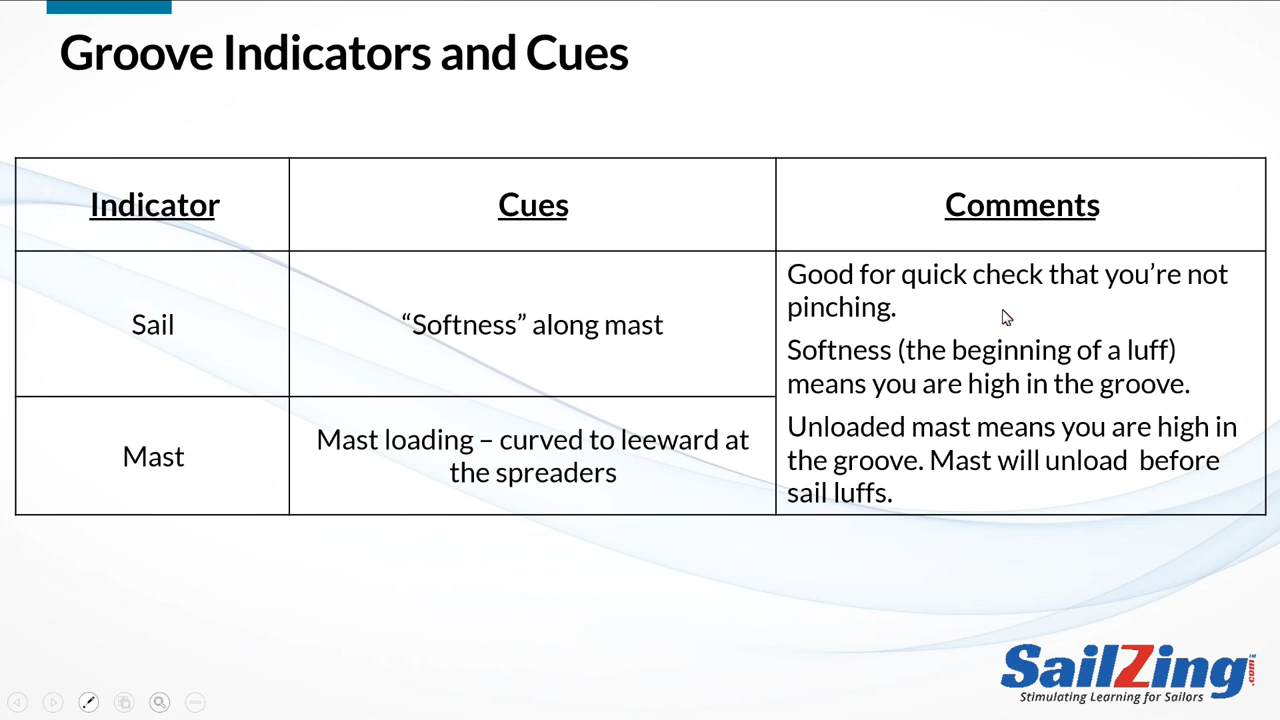 Groove Indicators and Cues
Indicator
Cues
Comments
Sail
“Softness” along mast
Good for quick check that you’re not
pinching.
Softness (the beginning of a luff)
means you are high in the groove.
Mast
Mast loading – curved to leeward at
the spreaders
Unloaded mast means you are high in
the groove. Mast will unload  before
sail luffs.
SailZing.com™
Stimulating Learning for Sailors